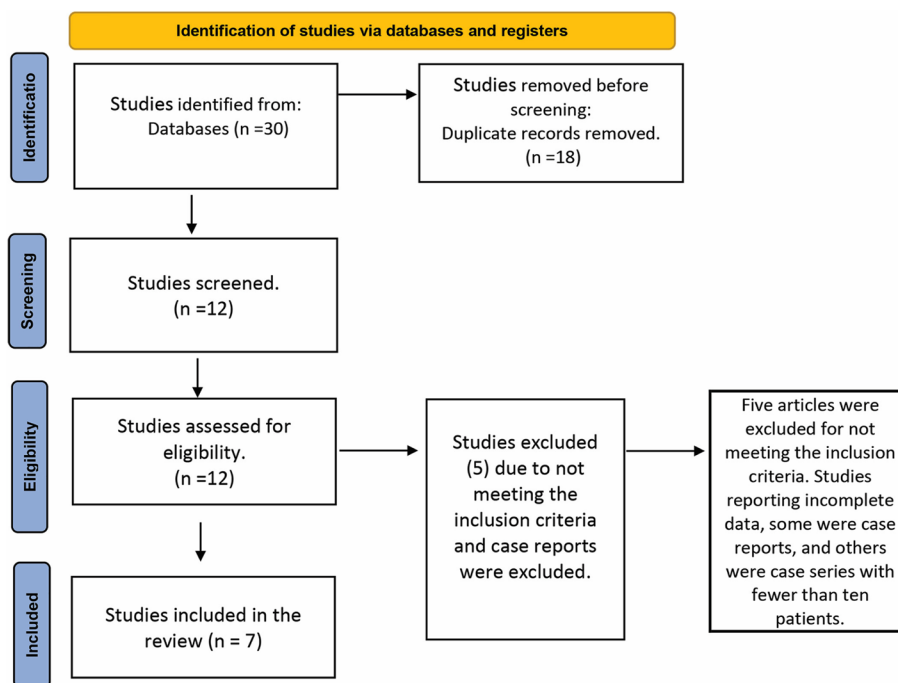 Identification of studies via databases and registers
Identificatio
Studies identified from:
Databases (n =30)
Studies removed before
screening:
Duplicate records removed.
(n =18)
Screening
Studies screened.
(n =12)
Eligibility
Studies assessed for
eligibility.
(n =12)
Studies excluded
(5) due to not
meeting the
inclusion criteria
and case reports
were excluded.
Five articles were
excluded for not
meeting the inclusion
criteria. Studies
reporting incomplete
data, some were case
reports, and others
were case series with
fewer than ten
patients.
Included
Studies included in the
review (n = 7)